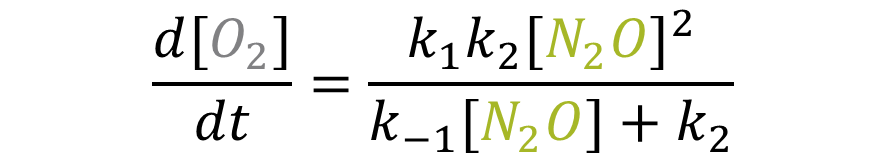 d[O₂]/dt = k₁k₂[N₂O]²/(k₋₁[N₂O] + k₂)